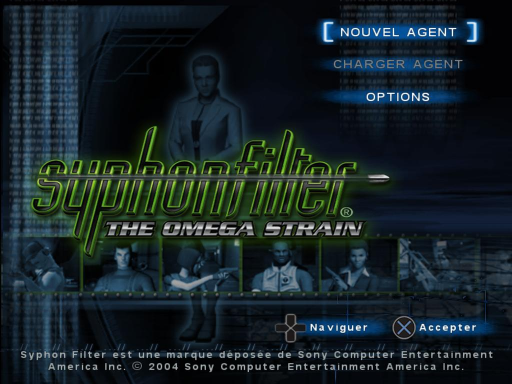 NOUVEL AGENT
CHARGER AGENT
OPTIONS
syphonfilter®
THE OMEGA STRAIN
Naviguer Accepter
Syphon Filter est une marque déposée de Sony Computer Entertainment
America Inc. © 2004 Sony Computer Entertainment America Inc.